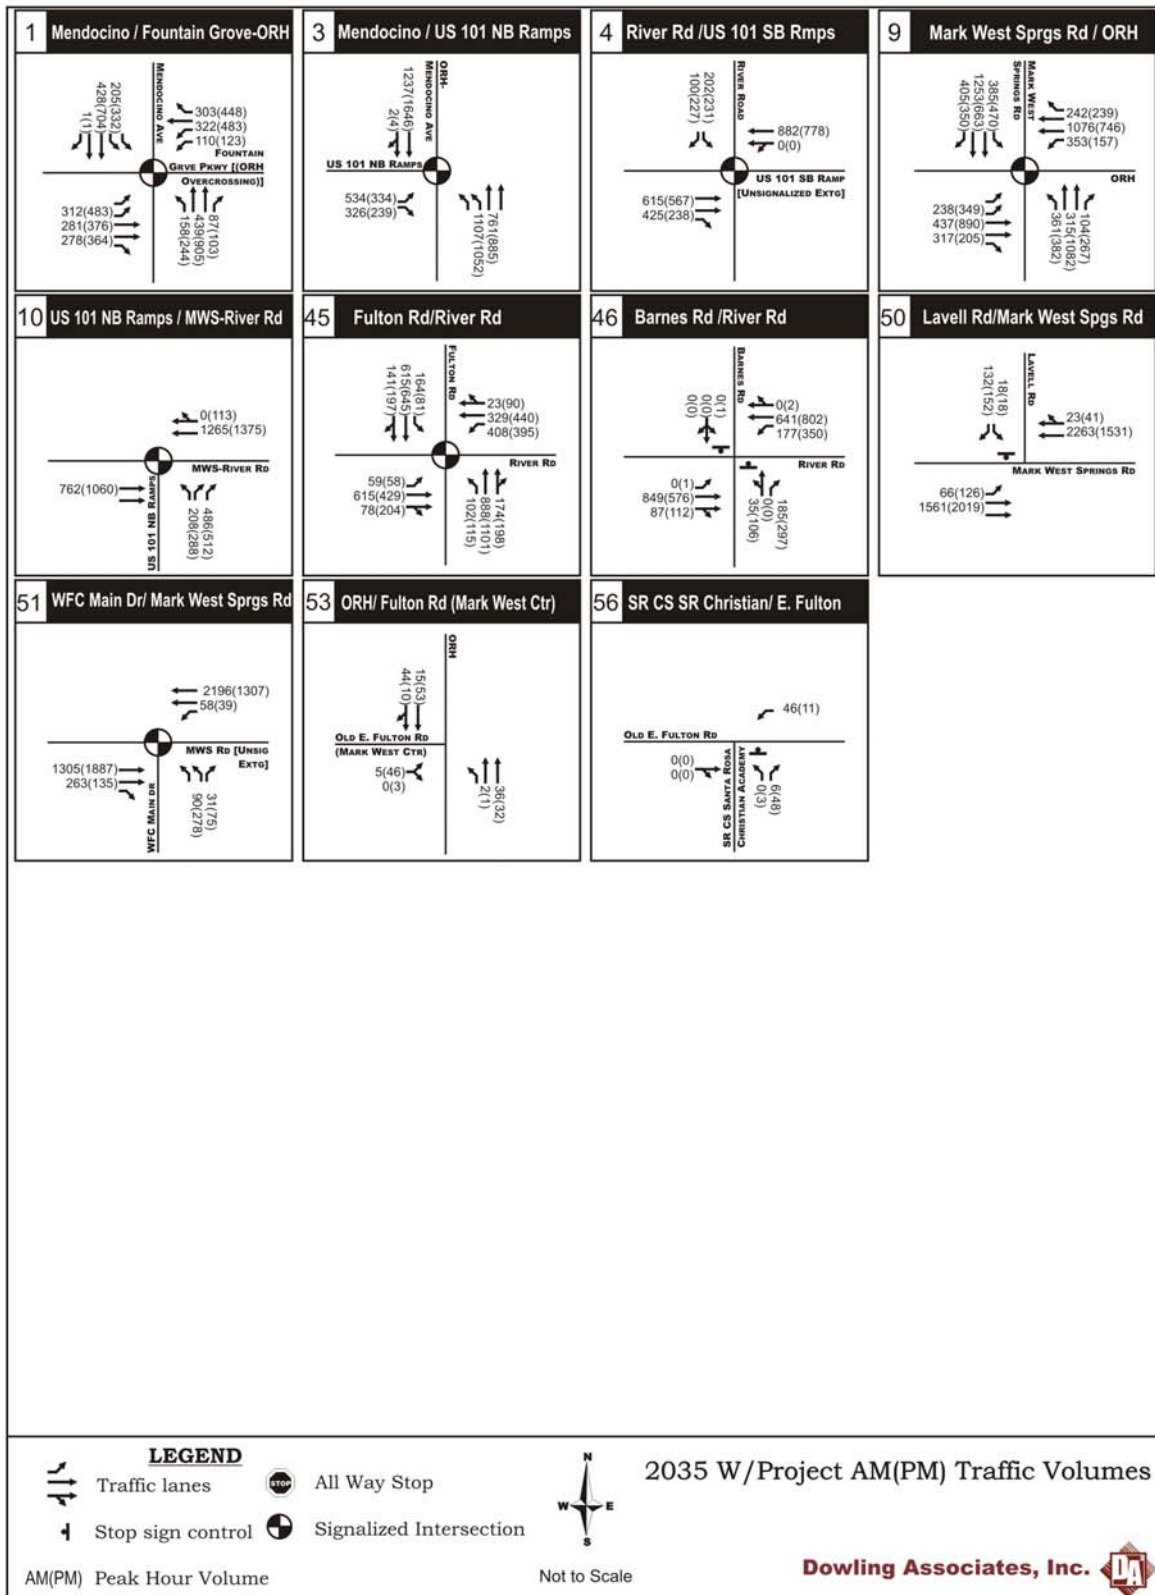 1 Mendocino / Fountain Grove-ORH
205(332)
428(704)
1(1)
MENDOCINO AVE
303(448)
322(483)
110(123)
FOUNTAIN
GRVE PKWY [(ORH
OVERCROSSING)]
312(483)
281(376)
278(364)
87(103)
439(905)
158(244)
3 Mendocino / US 101 NB Ramps
1237(1646)
2(4)
ORH-
MENDOCINO AVE
US 101 NB RAMPS
534(334)
326(239)
761(885)
1107(1052)
4 River Rd /US 101 SB Rmps
202(231)
100(227)
RIVER ROAD
882(778)
0(0)
US 101 SB RAMP
[UNSIGNALIZED EXTG]
615(567)
425(238)
9 Mark West Sprgs Rd / ORH
385(470)
1253(663)
405(350)
MARK WEST
SPRINGS RD
242(239)
1076(746)
353(157)
ORH
238(349)
437(890)
317(205)
104(267)
315(1082)
361(382)
10 US 101 NB Ramps / MWS-River Rd
0(113)
1265(1375)
MWS-RIVER RD
762(1060)
US 101 NB RAMPS
486(512)
208(288)
45 Fulton Rd/River Rd
164(81)
615(645)
141(197)
FULTON RD
23(90)
329(440)
408(395)
RIVER RD
59(58)
615(429)
78(204)
174(198)
888(1101)
102(115)
46 Barnes Rd /River Rd
0(1)
0(0)
0(0)
BARNES RD
0(2)
641(802)
177(350)
RIVER RD
0(1)
849(576)
87(112)
185(297)
0(0)
35(106)
50 Lavell Rd/Mark West Spgs Rd
18(18)
132(152)
LAVELL RD
23(41)
2263(1531)
MARK WEST SPRINGS RD
66(126)
1561(2019)
51 WFC Main Dr/ Mark West Sprgs Rd
2196(1307)
58(39)
MWS RD [UNSIG
EXTG]
1305(1887)
263(135)
WFC MAIN DR
31(75)
90(278)
53 ORH/ Fulton Rd (Mark West Ctr)
15(53)
44(10)
ORH
OLD E. FULTON RD
(MARK WEST CTR)
5(46)
0(3)
36(32)
2(1)
56 SR CS SR Christian/ E. Fulton
46(11)
OLD E. FULTON RD
0(0)
0(0)
SR CS SANTA ROSA
CHRISTIAN ACADEMY
6(48)
0(3)
LEGEND
Traffic lanes
STOP All Way Stop
Stop sign control
Signalized Intersection
AM(PM) Peak Hour Volume
N
W E
S
Not to Scale
2035 W/Project AM(PM) Traffic Volumes
Dowling Associates, Inc. DA